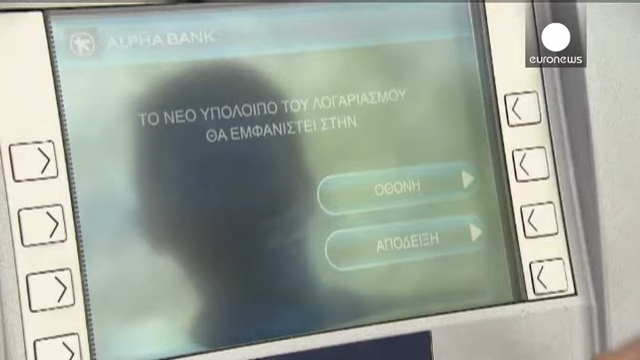 ALPHA BANK
euronews
ΤΟ ΝΕΟ ΥΠΟΛΟΙΠΟ ΤΟΥ ΛΟΓΑΡΙΑΣΜΟΥ
ΘΑ ΕΜΦΑΝΙΣΤΕΙ ΣΤΗΝ
ΟΘΟΝΗ
ΑΠΟΔΕΙΞΗ